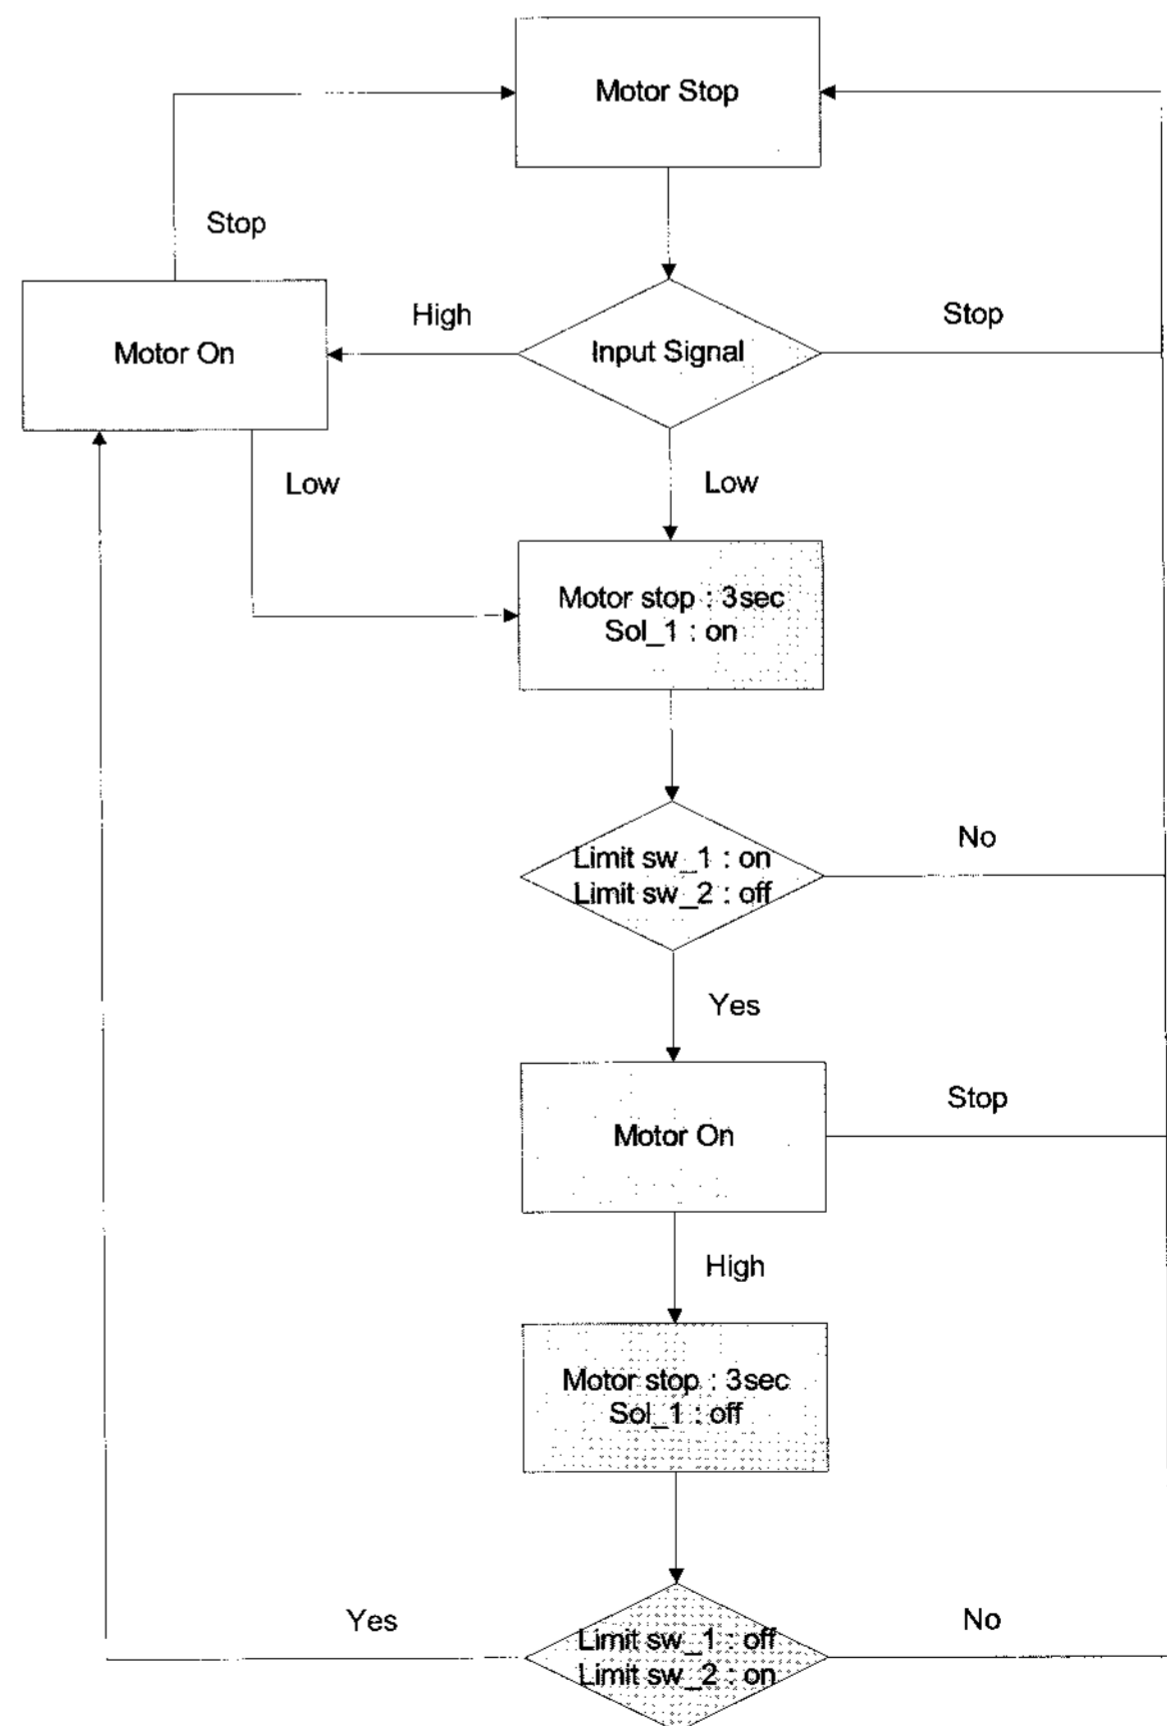 Motor Stop
Stop
High
Stop
Motor On
Input Signal
Low
Low
Motor stop : 3sec
Sol_1 : on
No
Limit sw_1 : on
Limit sw_2 : off
Yes
Stop
Motor On
High
Motor stop : 3sec
Sol_1 : off
Yes
No
Limit sw_1 : off
Limit sw_2 : on